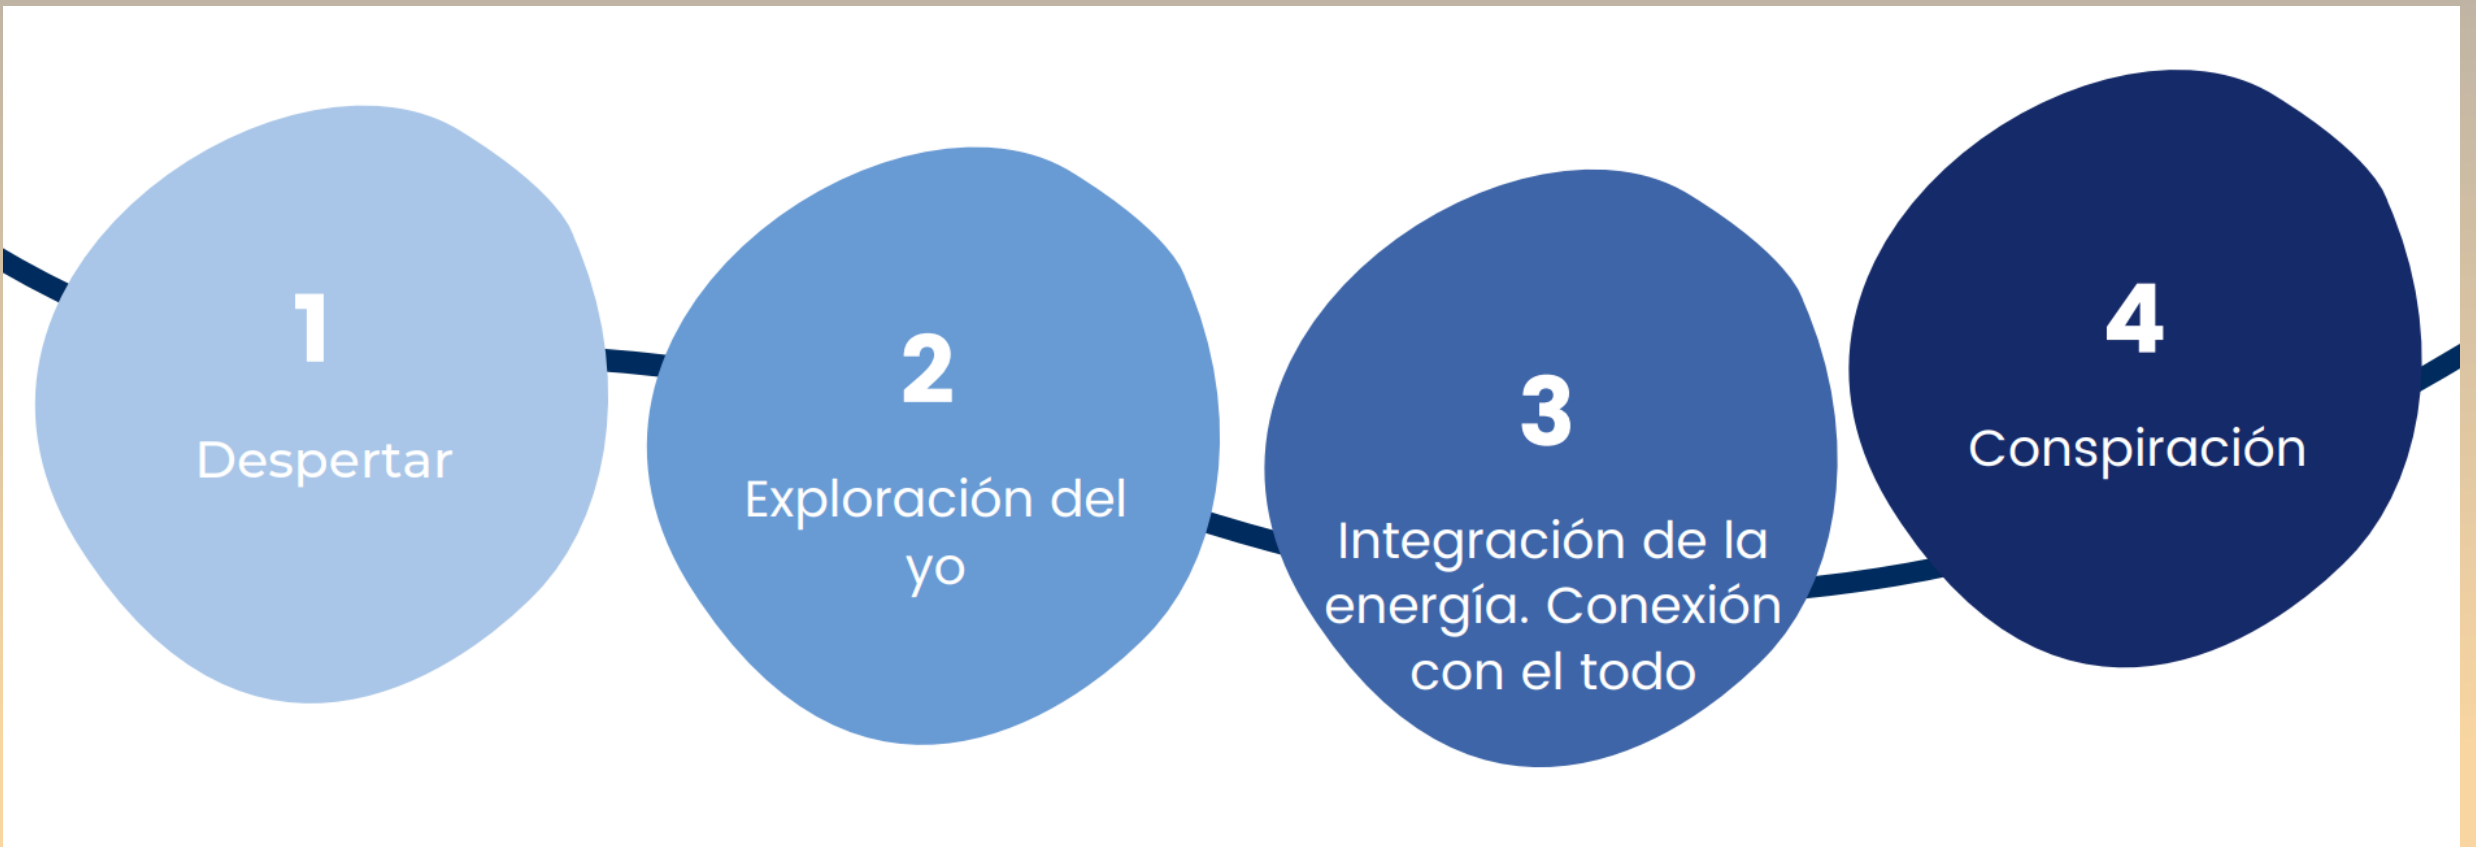 1
Despertar
2
Exploración del
yo
3
Integración de la
energía. Conexión
con el todo
4
Conspiración